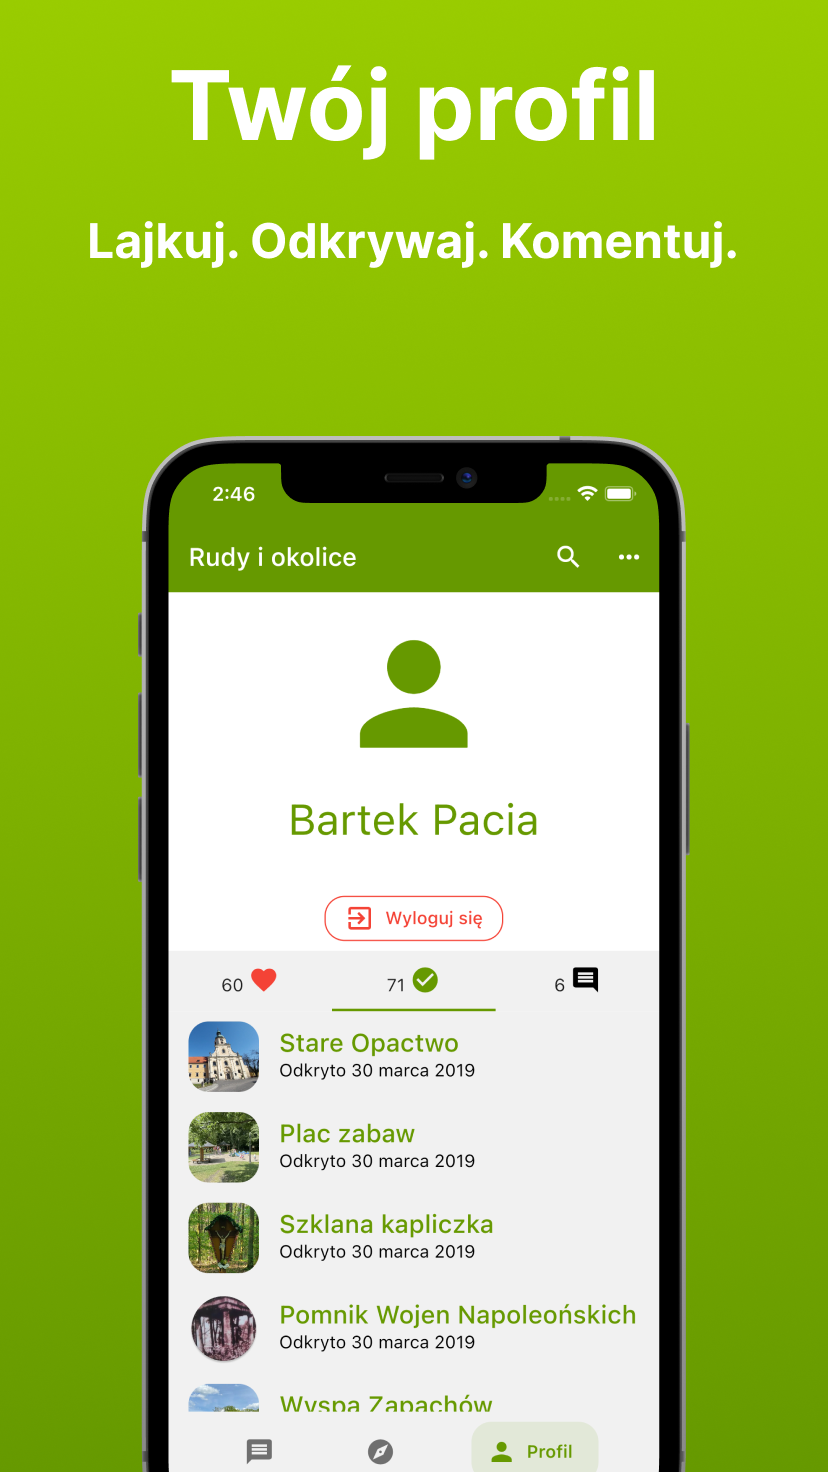 Twój profil
Lajkuj. Odkrywaj. Komentuj.
2:46
Rudy i okolice
Bartek Pacia
Wyloguj się
60
71
6
Stare Opactwo
Odkryto 30 marca 2019
Plac zabaw
Odkryto 30 marca 2019
Szklana kapliczka
Odkryto 30 marca 2019
Pomnik Wojen Napoleońskich
Odkryto 30 marca 2019
Wyspa Zapachów
Profil